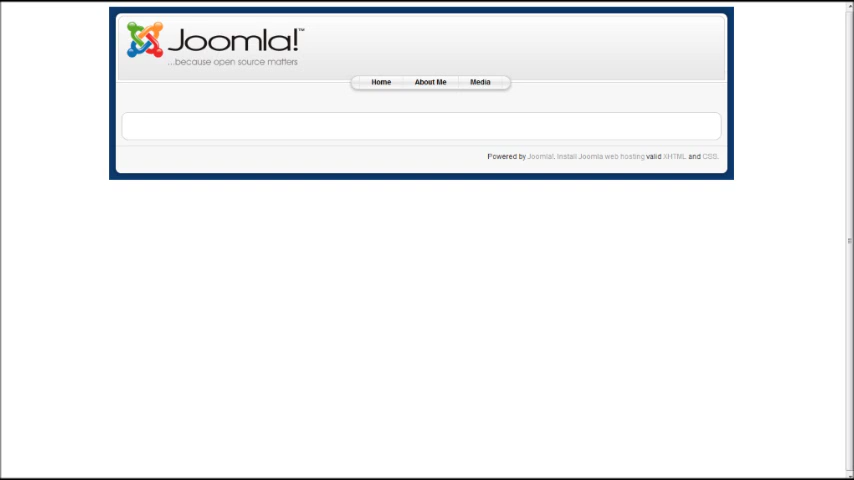 Joomla!™
...because open source matters
Home About Me Media
Powered by Joomla!. Install Joomla web hosting valid XHTML and CSS.